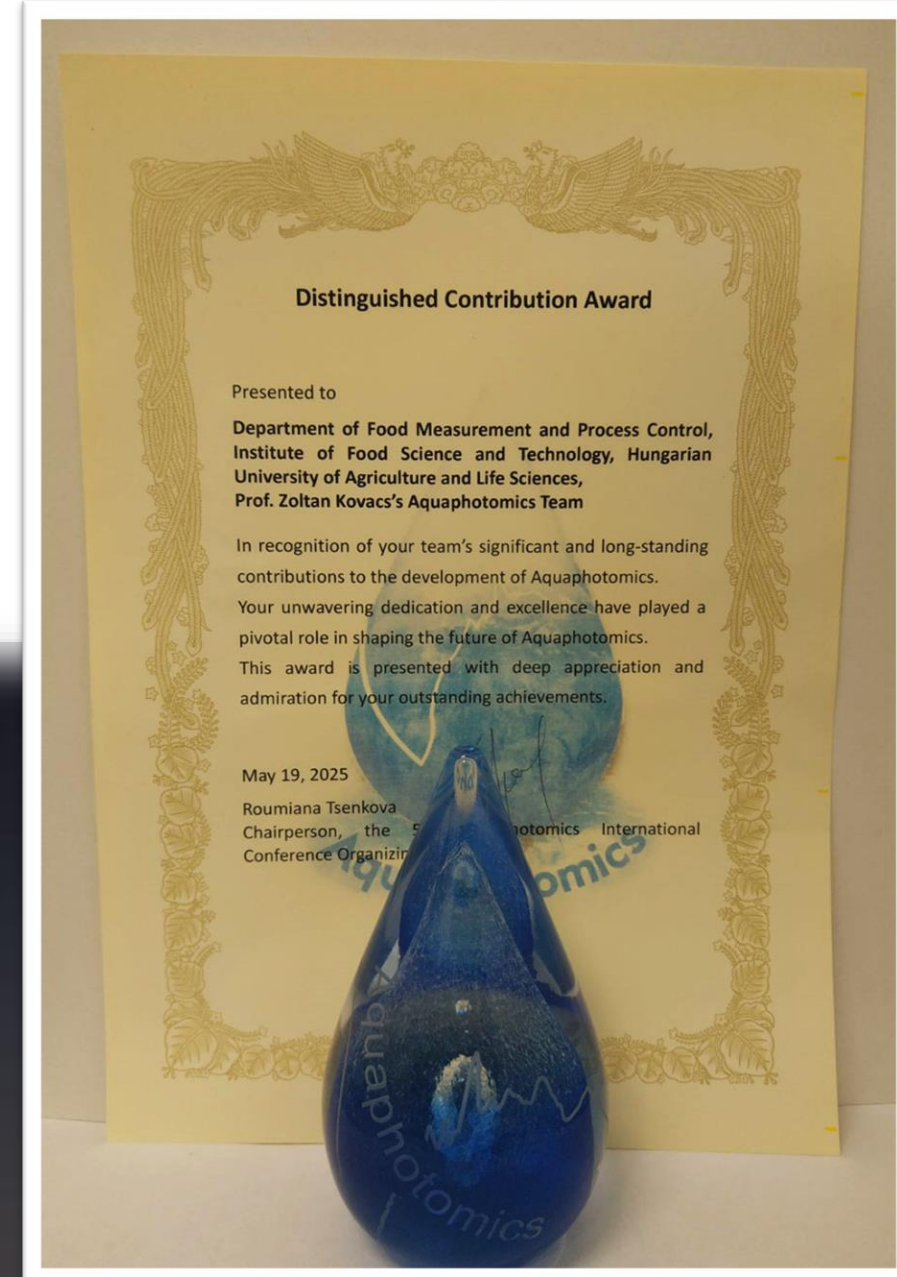 Distinguished Contribution Award
Presented to
Department of Food Measurement and Process Control,
Institute of Food Science and Technology, Hungarian
University of Agriculture and Life Sciences,
Prof. Zoltan Kovacs's Aquaphotomics Team
In recognition of your team's significant and long-standing
contributions to the development of Aquaphotomics.
Your unwavering dedication and excellence have played a
pivotal role in shaping the future of Aquaphotomics.
This award is presented with deep appreciation and
admiration for your outstanding achievements.
May 19, 2025
Roumiana Tsenkova
Chairperson, the International
Conference
Aquaphotomics